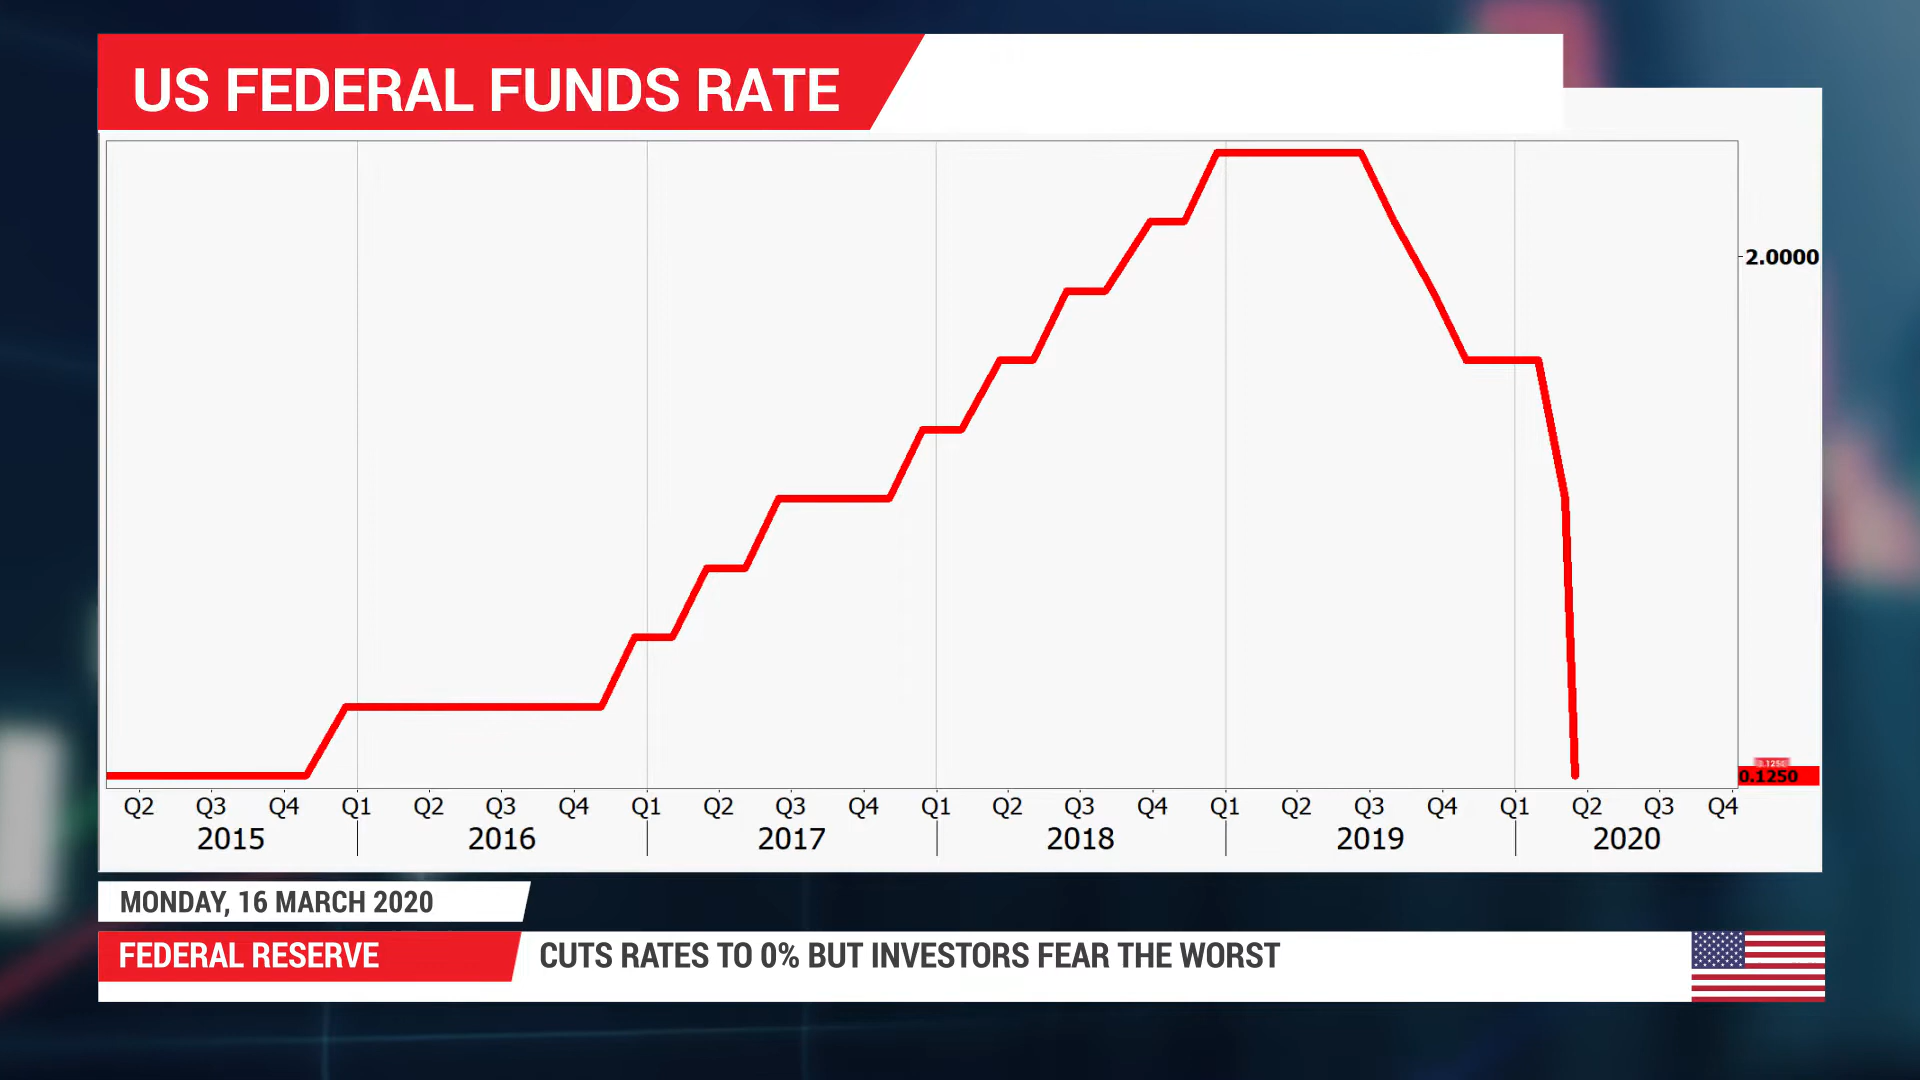 US FEDERAL FUNDS RATE
2.0000
0.1250
0.1250
Q2 Q3 Q4 Q1 Q2 Q3 Q4 Q1 Q2 Q3 Q4 Q1 Q2 Q3 Q4 Q1 Q2 Q3 Q4 Q1 Q2 Q3 Q4
2015 2016 2017 2018 2019 2020
MONDAY, 16 MARCH 2020
FEDERAL RESERVE CUTS RATES TO 0% BUT INVESTORS FEAR THE WORST